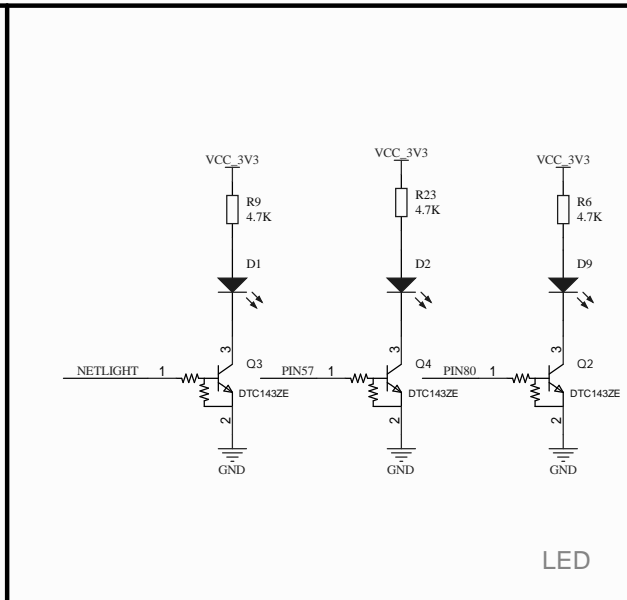 VCC_3V3
R9
4.7K
D1
3
Q3
NETLIGHT
1
DTC143ZE
2
GND
VCC_3V3
R23
4.7K
D2
3
Q4
PIN57
1
DTC143ZE
2
GND
VCC_3V3
R6
4.7K
D9
3
Q2
PIN80
1
DTC143ZE
2
GND
LED